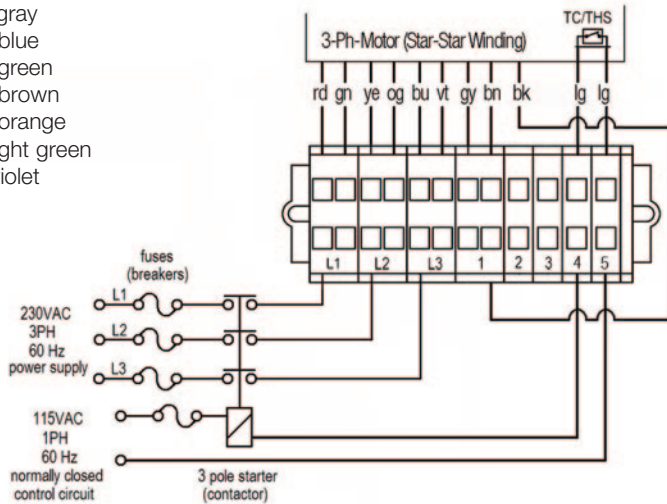 gray
blue
green
brown
orange
ght green
iolet
TC/THS
3-Ph-Motor (Star-Star Winding)
rd gn ye og bu vt gy bn bk lg lg
L1 L2 L3 1 2 3 4 5
fuses
(breakers)
L1
L2
L3
230VAC
3PH
60 Hz
power supply
115VAC
1PH
60 Hz
normally closed
control circuit
3 pole starter
(contactor)